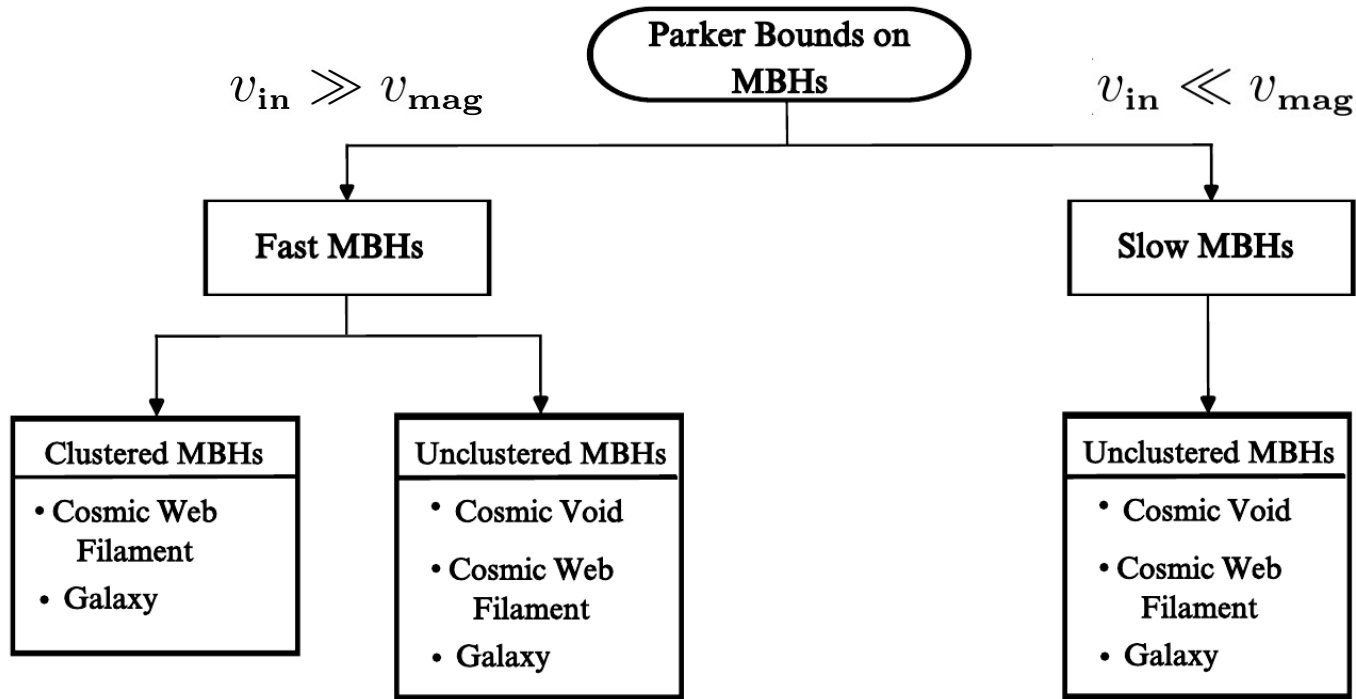 Parker Bounds on
MBHs
v_in ≫ v_mag
v_in ≪ v_mag
Fast MBHs
Slow MBHs
Clustered MBHs
• Cosmic Web
Filament
• Galaxy
Unclustered MBHs
• Cosmic Void
• Cosmic Web
Filament
• Galaxy
Unclustered MBHs
• Cosmic Void
• Cosmic Web
Filament
• Galaxy